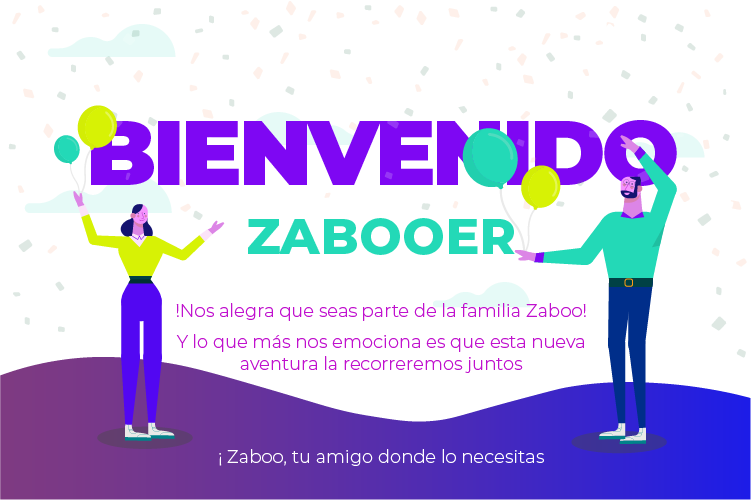 BIENVENIDO
ZABOOER
!Nos alegra que seas parte de la familia Zaboo!
Y lo que más nos emociona es que esta nueva
aventura la recorreremos juntos
¡ Zaboo, tu amigo donde lo necesitas